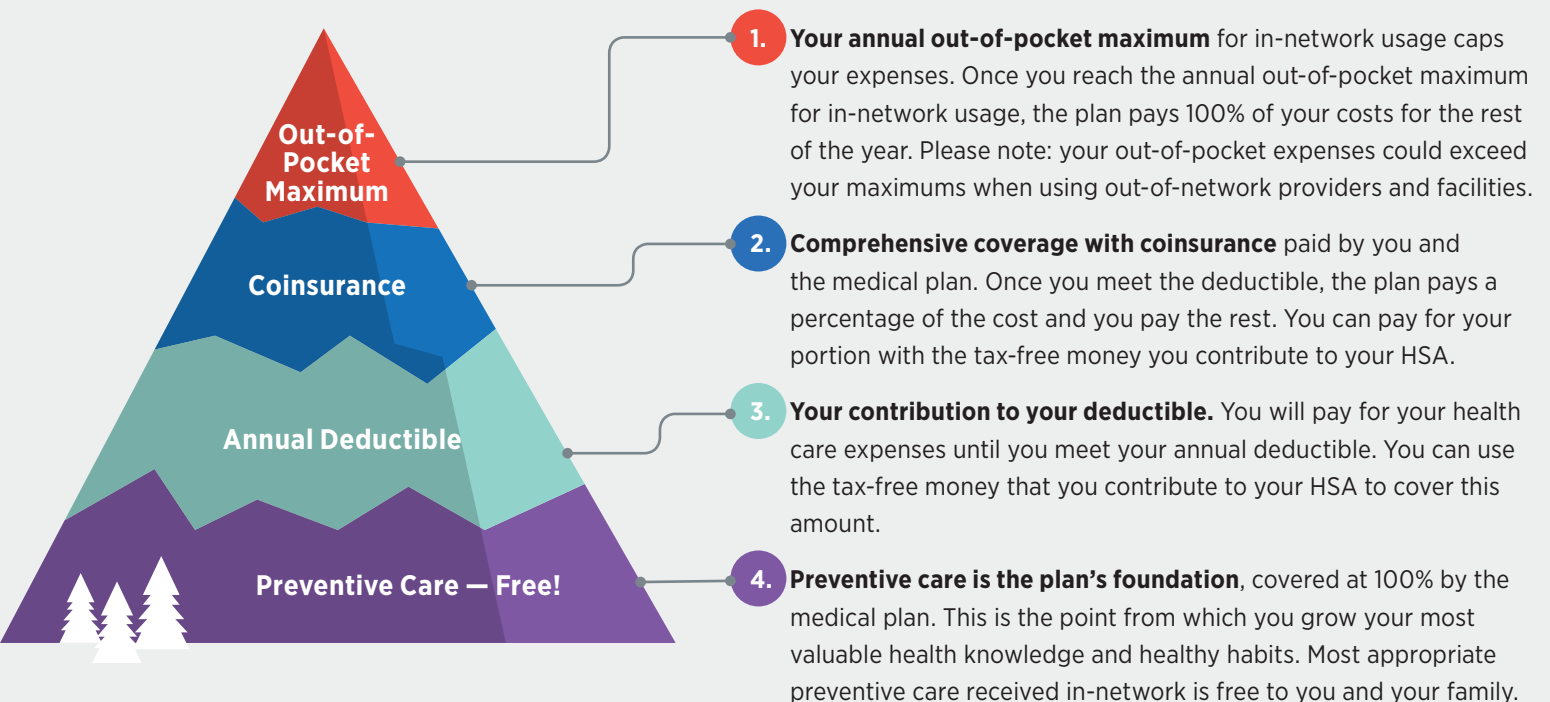 Out-of-
Pocket
Maximum
Coinsurance
Annual Deductible
Preventive Care — Free!
1. Your annual out-of-pocket maximum for in-network usage caps
your expenses. Once you reach the annual out-of-pocket maximum
for in-network usage, the plan pays 100% of your costs for the rest
of the year. Please note: your out-of-pocket expenses could exceed
your maximums when using out-of-network providers and facilities.
2. Comprehensive coverage with coinsurance paid by you and
the medical plan. Once you meet the deductible, the plan pays a
percentage of the cost and you pay the rest. You can pay for your
portion with the tax-free money you contribute to your HSA.
3. Your contribution to your deductible. You will pay for your health
care expenses until you meet your annual deductible. You can use
the tax-free money that you contribute to your HSA to cover this
amount.
4. Preventive care is the plan’s foundation, covered at 100% by the
medical plan. This is the point from which you grow your most
valuable health knowledge and healthy habits. Most appropriate
preventive care received in-network is free to you and your family.